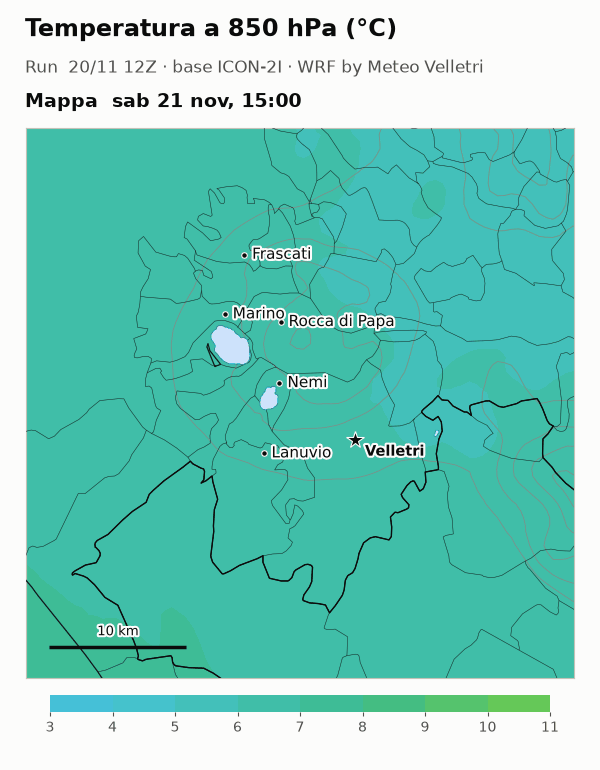 Temperatura a 850 hPa (°C)
Run  20/11 12Z · base ICON-2I · WRF by Meteo Velletri
Mappa  sab 21 nov, 15:00
Frascati
Marino
Rocca di Papa
Nemi
Velletri
Lanuvio
10 km
3 4 5 6 7 8 9 10 11